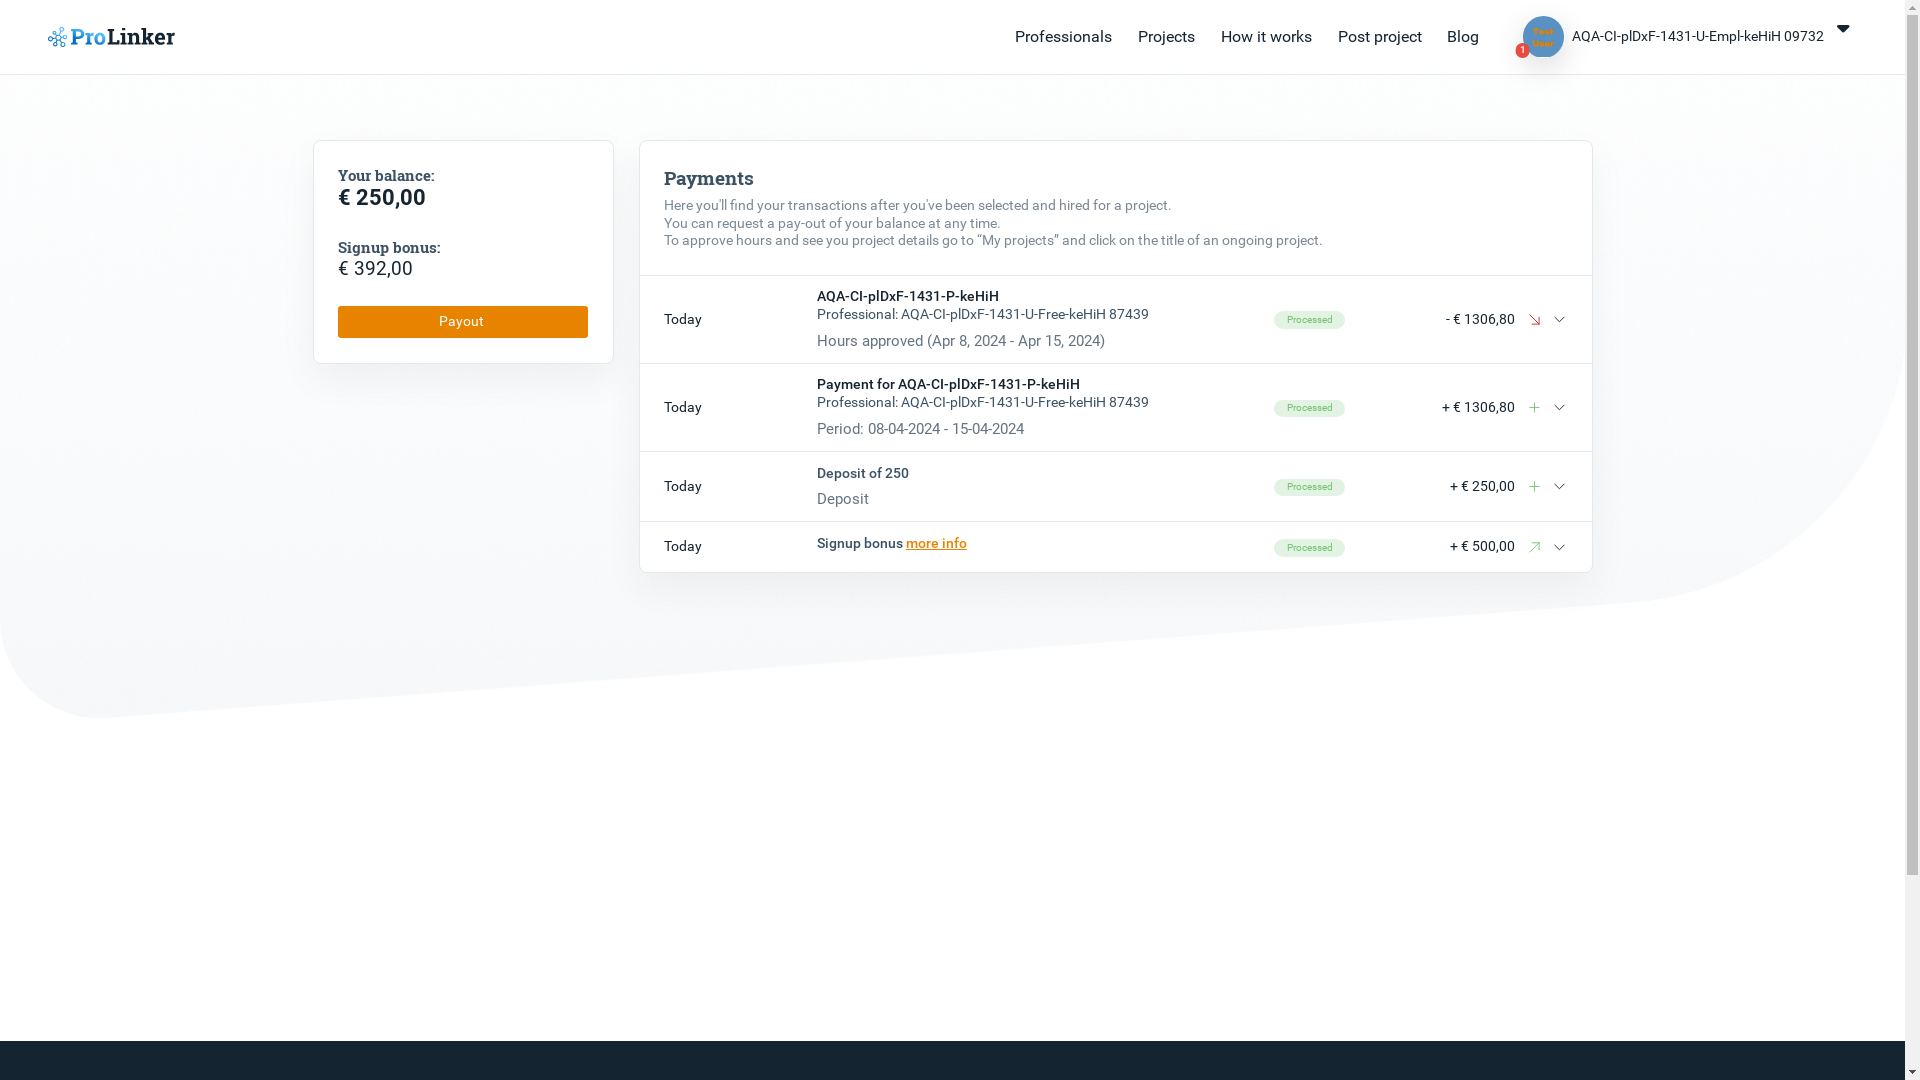 ProLinker
Professionals
Projects
How it works
Post project
Blog
Test
User
1
AQA-CI-plDxF-1431-U-Empl-keHiH 09732
Your balance:
€ 250,00
Signup bonus:
€ 392,00
Payout
Payments
Here you'll find your transactions after you've been selected and hired for a project.
You can request a pay-out of your balance at any time.
To approve hours and see you project details go to “My projects” and click on the title of an ongoing project.
Today
AQA-CI-plDxF-1431-P-keHiH
Professional: AQA-CI-plDxF-1431-U-Free-keHiH 87439
Hours approved (Apr 8, 2024 - Apr 15, 2024)
Processed
- € 1306,80
Today
Payment for AQA-CI-plDxF-1431-P-keHiH
Professional: AQA-CI-plDxF-1431-U-Free-keHiH 87439
Period: 08-04-2024 - 15-04-2024
Processed
+ € 1306,80
Today
Deposit of 250
Deposit
Processed
+ € 250,00
Today
Signup bonus more info
Processed
+ € 500,00